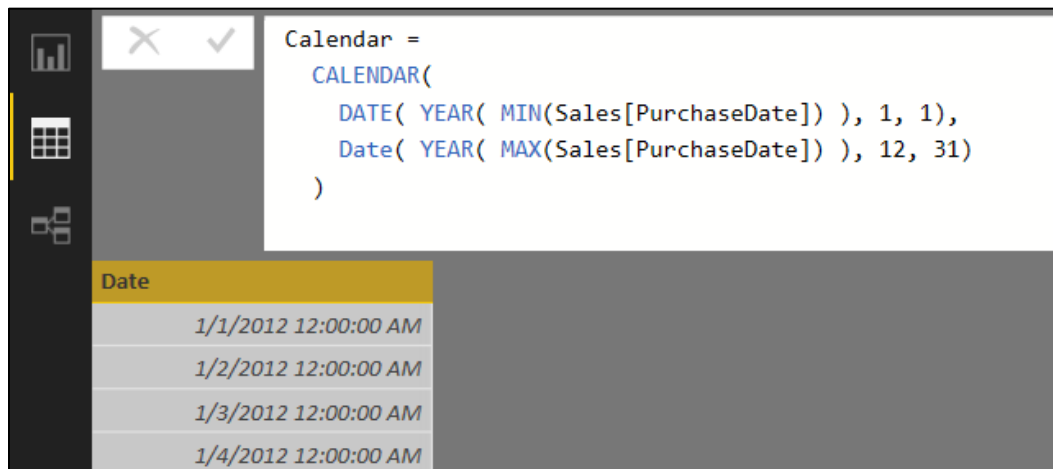 Calendar =
CALENDAR(
DATE( YEAR( MIN(Sales[PurchaseDate]) ), 1, 1),
Date( YEAR( MAX(Sales[PurchaseDate]) ), 12, 31)
)
Date
1/1/2012 12:00:00 AM
1/2/2012 12:00:00 AM
1/3/2012 12:00:00 AM
1/4/2012 12:00:00 AM